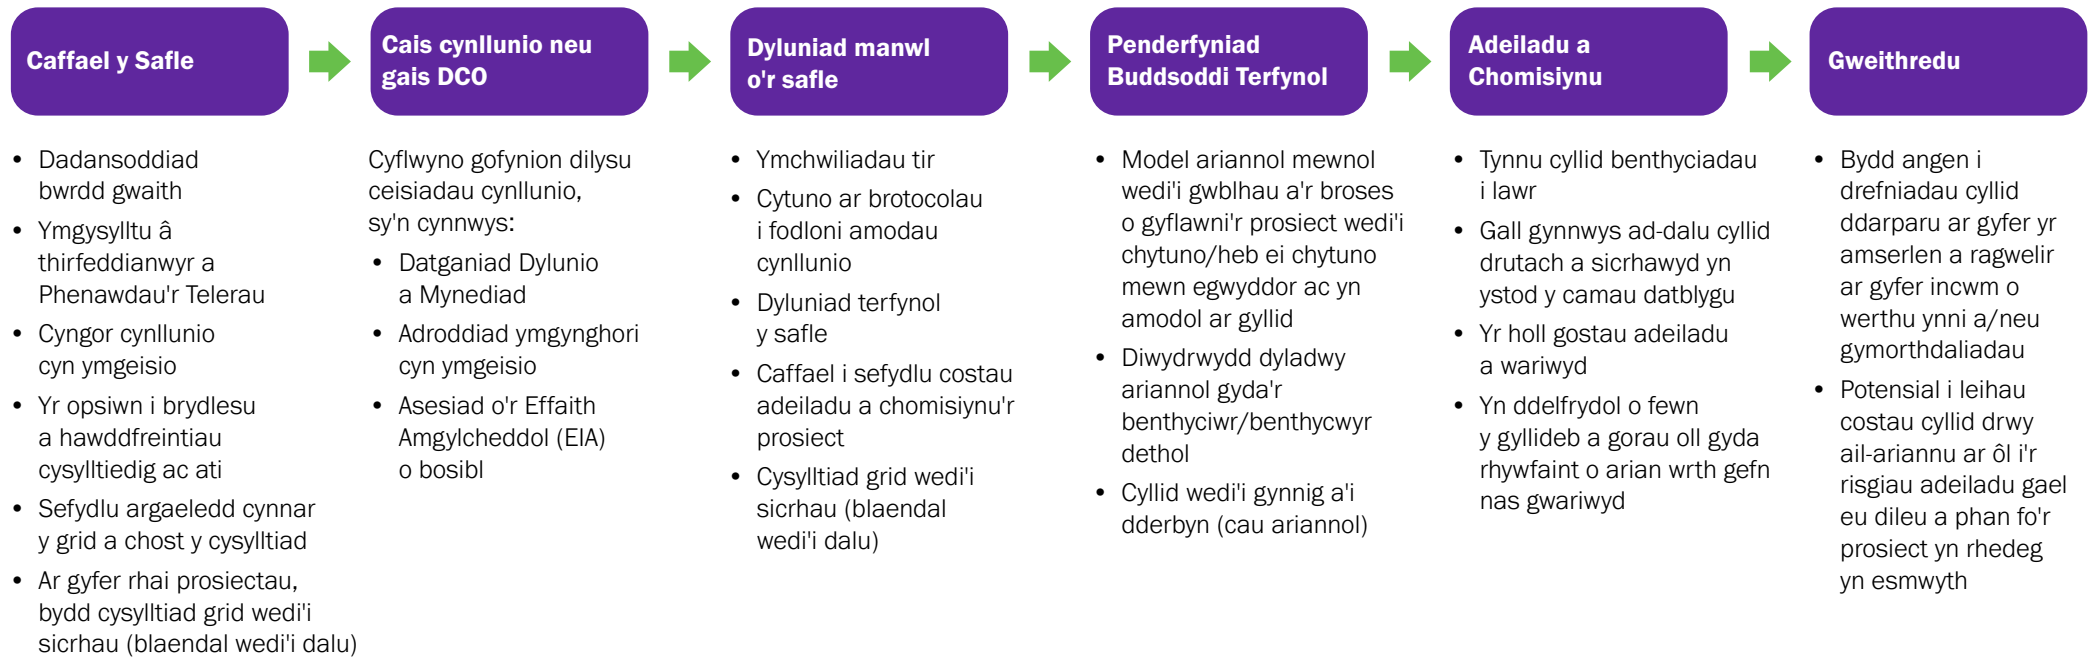 Caffael y Safle
Cais cynllunio neu
gais DCO
Dyluniad manwl
o'r safle
Penderfyniad
Buddsoddi Terfynol
Adeiladu a
Chomisiynu
Gweithredu
• Dadansoddiad
bwrdd gwaith
• Ymgysylltu â
thirfeddianwyr a
Phenawdau'r Telerau
• Cyngor cynllunio
cyn ymgeisio
• Yr opsiwn i brydlesu
a hawddfreintiau
cysylltiedig ac ati
• Sefydlu argaeledd cynnar
y grid a chost y cysylltiad
• Ar gyfer rhai prosiectau,
bydd cysylltiad grid wedi'i
sicrhau (blaendal wedi'i dalu)
Cyflwyno gofynion dilysu
ceisiadau cynllunio,
sy'n cynnwys:
• Datganiad Dylunio
a Mynediad
• Adroddiad ymgynghori
cyn ymgeisio
• Asesiad o'r Effaith
Amgylcheddol (EIA)
o bosibl
• Ymchwiliadau tir
• Cytuno ar brotocolau
i fodloni amodau
cynllunio
• Dyluniad terfynol
y safle
• Caffael i sefydlu costau
adeiladu a chomisiynu'r
prosiect
• Cysylltiad grid wedi'i
sicrhau (blaendal
wedi'i dalu)
• Model ariannol mewnol
wedi'i gwblhau a'r broses
o gyflawni'r prosiect wedi'i
chytuno/heb ei chytuno
mewn egwyddor ac yn
amodol ar gyllid
• Diwydrwydd dyladwy
ariannol gyda'r
benthyciwr/benthycwyr
dethol
• Cyllid wedi'i gynnig a'i
dderbyn (cau ariannol)
• Tynnu cyllid benthyciadau
i lawr
• Gall gynnwys ad-dalu cyllid
drutach a sicrhawyd yn
ystod y camau datblygu
• Yr holl gostau adeiladu
a wariwyd
• Yn ddelfrydol o fewn
y gyllideb a gorau oll gyda
rhywfaint o arian wrth gefn
nas gwariwyd
• Bydd angen i
drefniadau cyllid
ddarparu ar gyfer yr
amserlen a ragwelir
ar gyfer incwm o
werthu ynni a/neu
gymorthdaliadau
• Potensial i leihau
costau cyllid drwy
ail-ariannu ar ôl i'r
risgiau adeiladu gael
eu dileu a phan fo'r
prosiect yn rhedeg
yn esmwyth